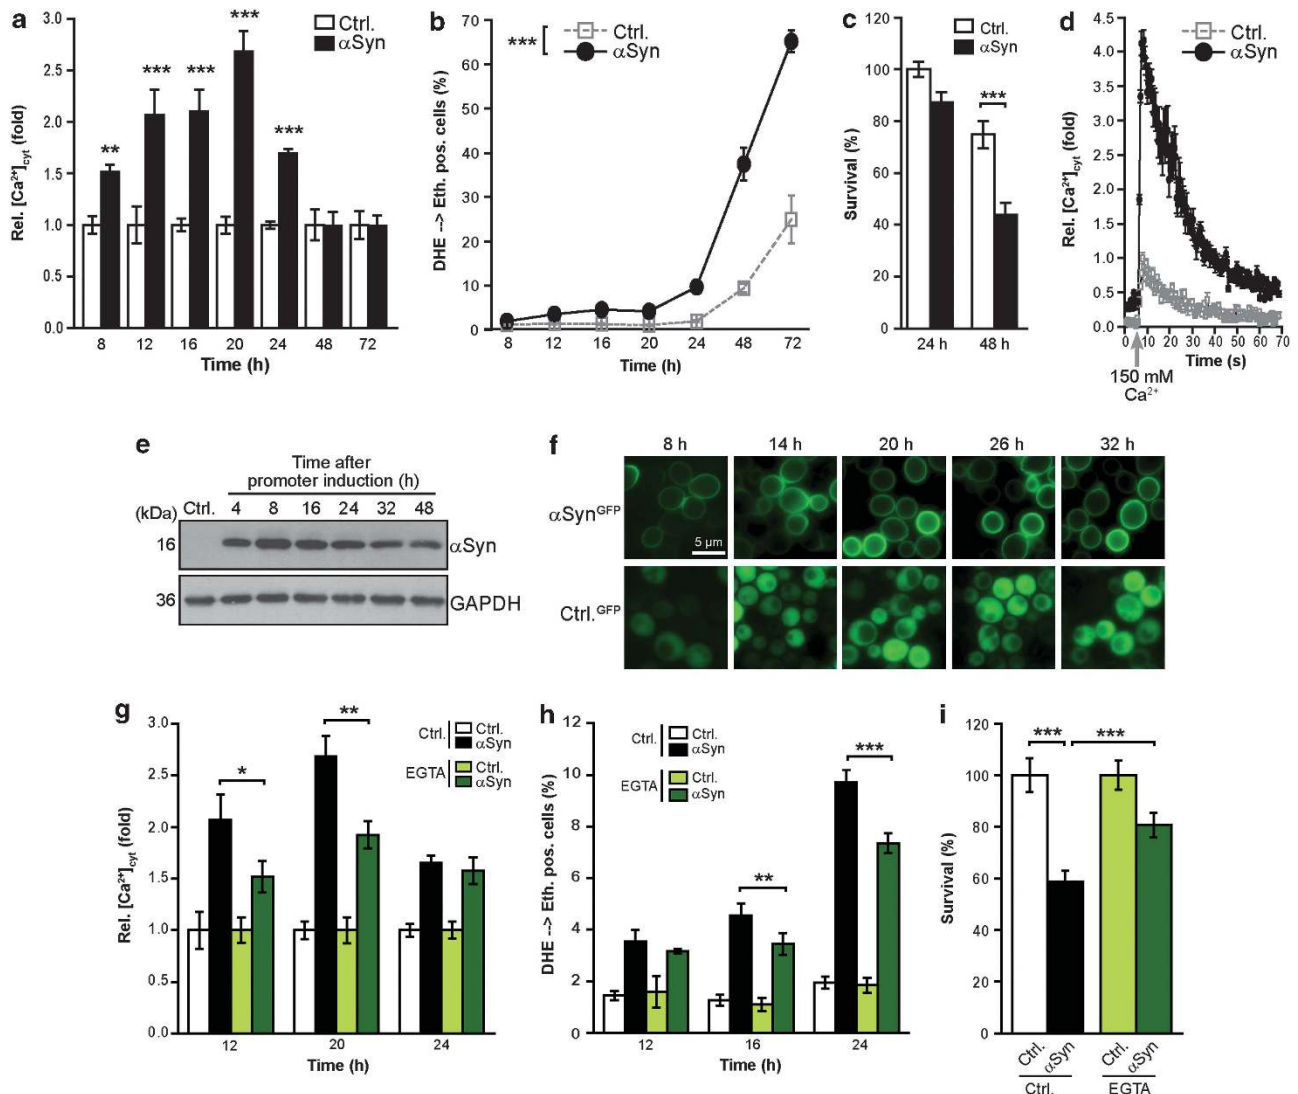 a
Rel. [Ca²⁺]cyt (fold)
3.0
2.5
2.0
1.5
1.0
0.5
0.0
Ctrl.
αSyn
**
***
***
***
***
8 12 16 20 24 48 72
Time (h)
b
DHE --> Eth. pos. cells (%)
70
60
50
40
30
20
10
0
***
Ctrl.
αSyn
8 12 16 20 24 48 72
Time (h)
c
Survival (%)
120
100
80
60
40
20
0
Ctrl.
αSyn
***
24 h 48 h
d
Rel. [Ca²⁺]cyt (fold)
4.5
4.0
3.5
3.0
2.5
2.0
1.5
1.0
0.5
0.0
Ctrl.
αSyn
0 10 20 30 40 50 60 70
Time (s)
150 mM
Ca²⁺
e
Time after
promoter induction (h)
(kDa) Ctrl. 4 8 16 24 32 48
16 αSyn
36 GAPDH
f
8 h 14 h 20 h 26 h 32 h
αSynGFP
5 µm
Ctrl.GFP
g
Rel. [Ca²⁺]cyt (fold)
3.0
2.5
2.0
1.5
1.0
0.5
0.0
*
**
Ctrl. Ctrl.
αSyn
EGTA Ctrl.
αSyn
12 20 24
Time (h)
h
DHE --> Eth. pos. cells (%)
12
10
8
6
4
2
0
Ctrl. Ctrl.
αSyn
EGTA Ctrl.
αSyn
**
***
12 16 24
Time (h)
i
Survival (%)
120
100
80
60
40
20
0
*** ***
Ctrl. αSyn Ctrl. αSyn
Ctrl. EGTA